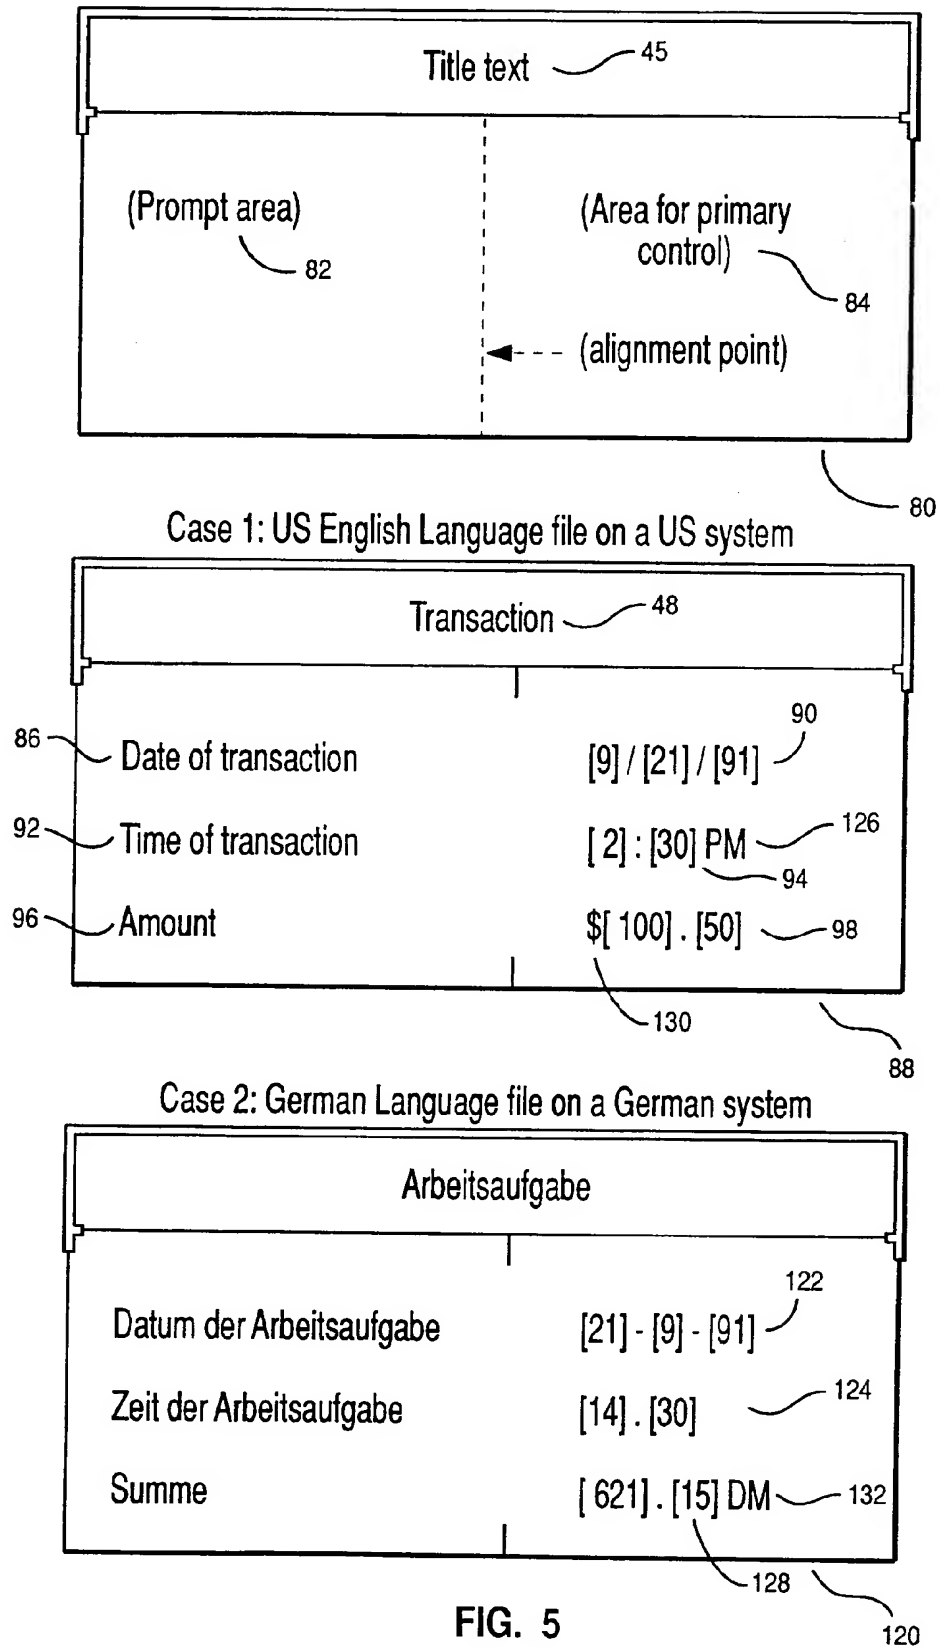 Title text 45
(Prompt area)
82
(Area for primary
control)
84
(alignment point)
80
Case 1: US English Language file on a US system
Transaction 48
90
86 Date of transaction [9] / [21] / [91]
92 Time of transaction [ 2] : [30] PM 126
94
96 Amount $[ 100] . [50] 98
130
88
Case 2: German Language file on a German system
Arbeitsaufgabe
122
Datum der Arbeitsaufgabe [21] - [9] - [91]
Zeit der Arbeitsaufgabe [14] . [30] 124
Summe [ 621] . [15] DM 132
128
120
FIG. 5